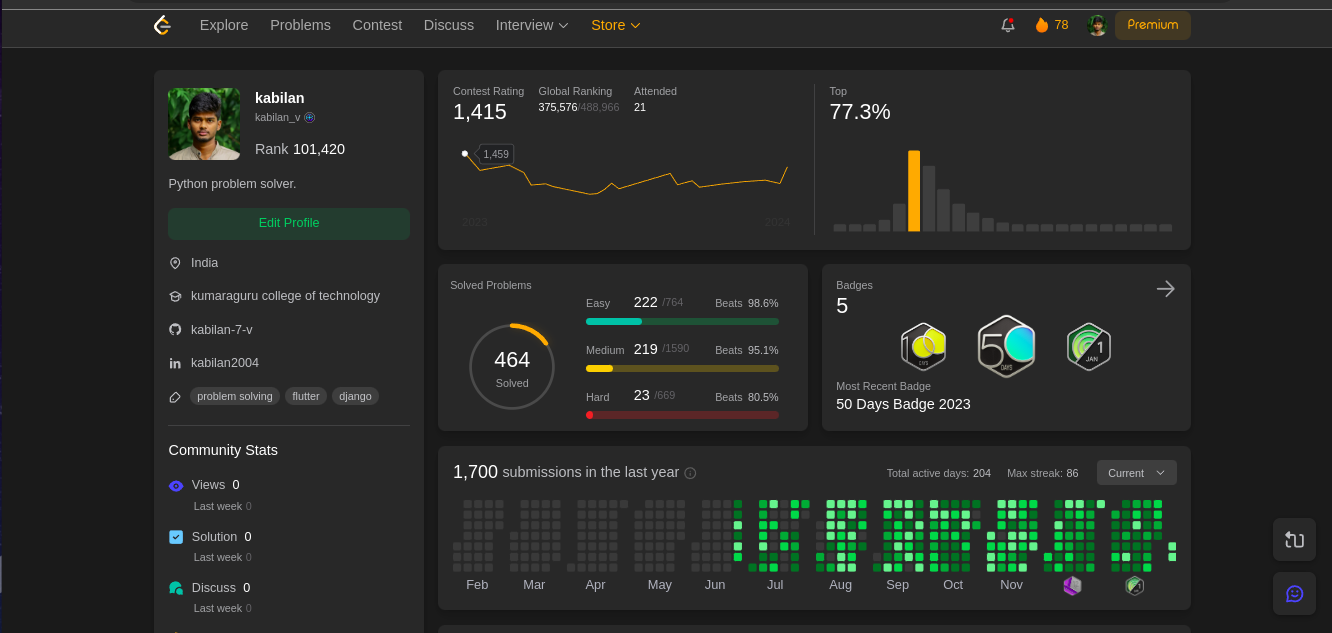 Explore Problems Contest Discuss Interview Store 78 Premium
kabilan
kabilan_v
Rank 101,420
Python problem solver.
Edit Profile
India
kumaraguru college of technology
kabilan-7-v
kabilan2004
problem solving flutter django
Community Stats
Views 0
Last week 0
Solution 0
Last week 0
Discuss 0
Last week 0
Contest Rating Global Ranking Attended
1,415 375,576/488,966 21
1,459
2023 2024
Top
77.3%
Solved Problems
464
Solved
Easy 222 /764 Beats 98.6%
Medium 219 /1590 Beats 95.1%
Hard 23 /669 Beats 80.5%
Badges
5
50
DAYS
1
JAN
Most Recent Badge
50 Days Badge 2023
1,700 submissions in the last year
Total active days: 204 Max streak: 86 Current
Feb Mar Apr May Jun Jul Aug Sep Oct Nov